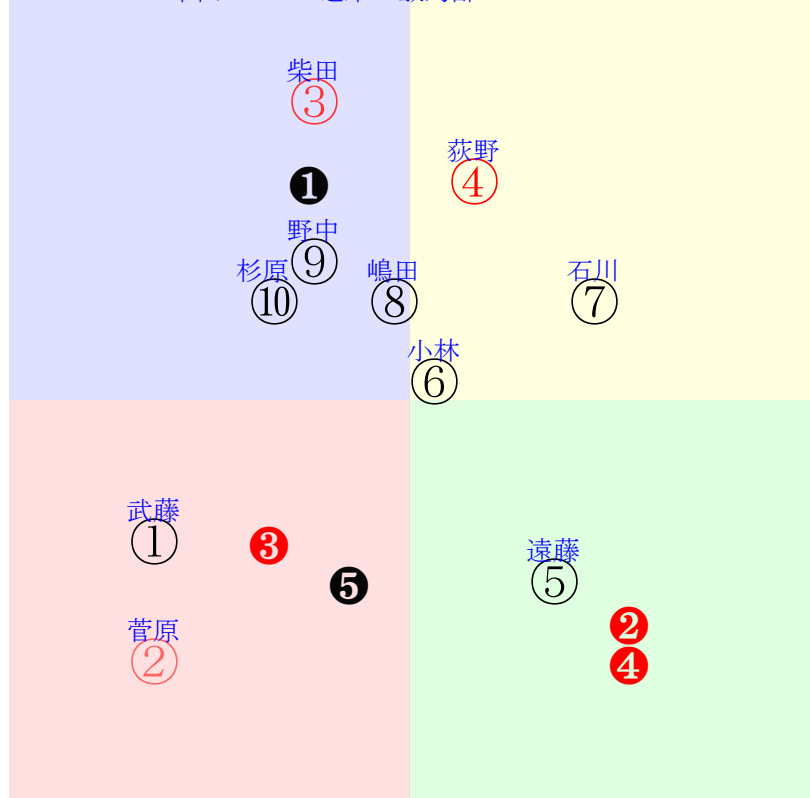 柴田
③
荻野
❶
④
野中
⑨
杉原
⑩
嶋田
⑧
石川
⑦
小林
⑥
武藤
①
❸
遠藤
⑤
❺
菅原
②
❷
❹